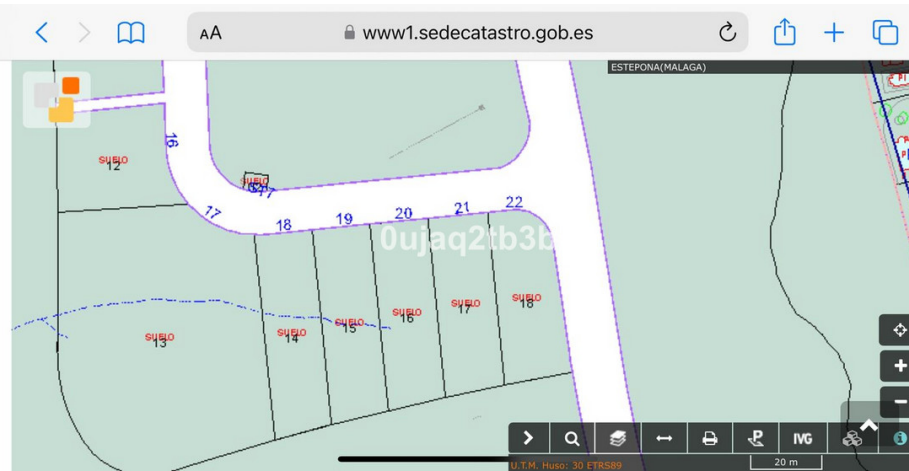 AA
www1.sedecatastro.gob.es
ESTEPONA(MALAGA)
16
SUELO
12
17
18
19
20
21
22
0ujaq2tb3b
SUELO
13
SUELO
14
SUELO
15
SUELO
16
SUELO
17
SUELO
18
IVG
20 m
U.T.M. Huso: 30 ETRS89